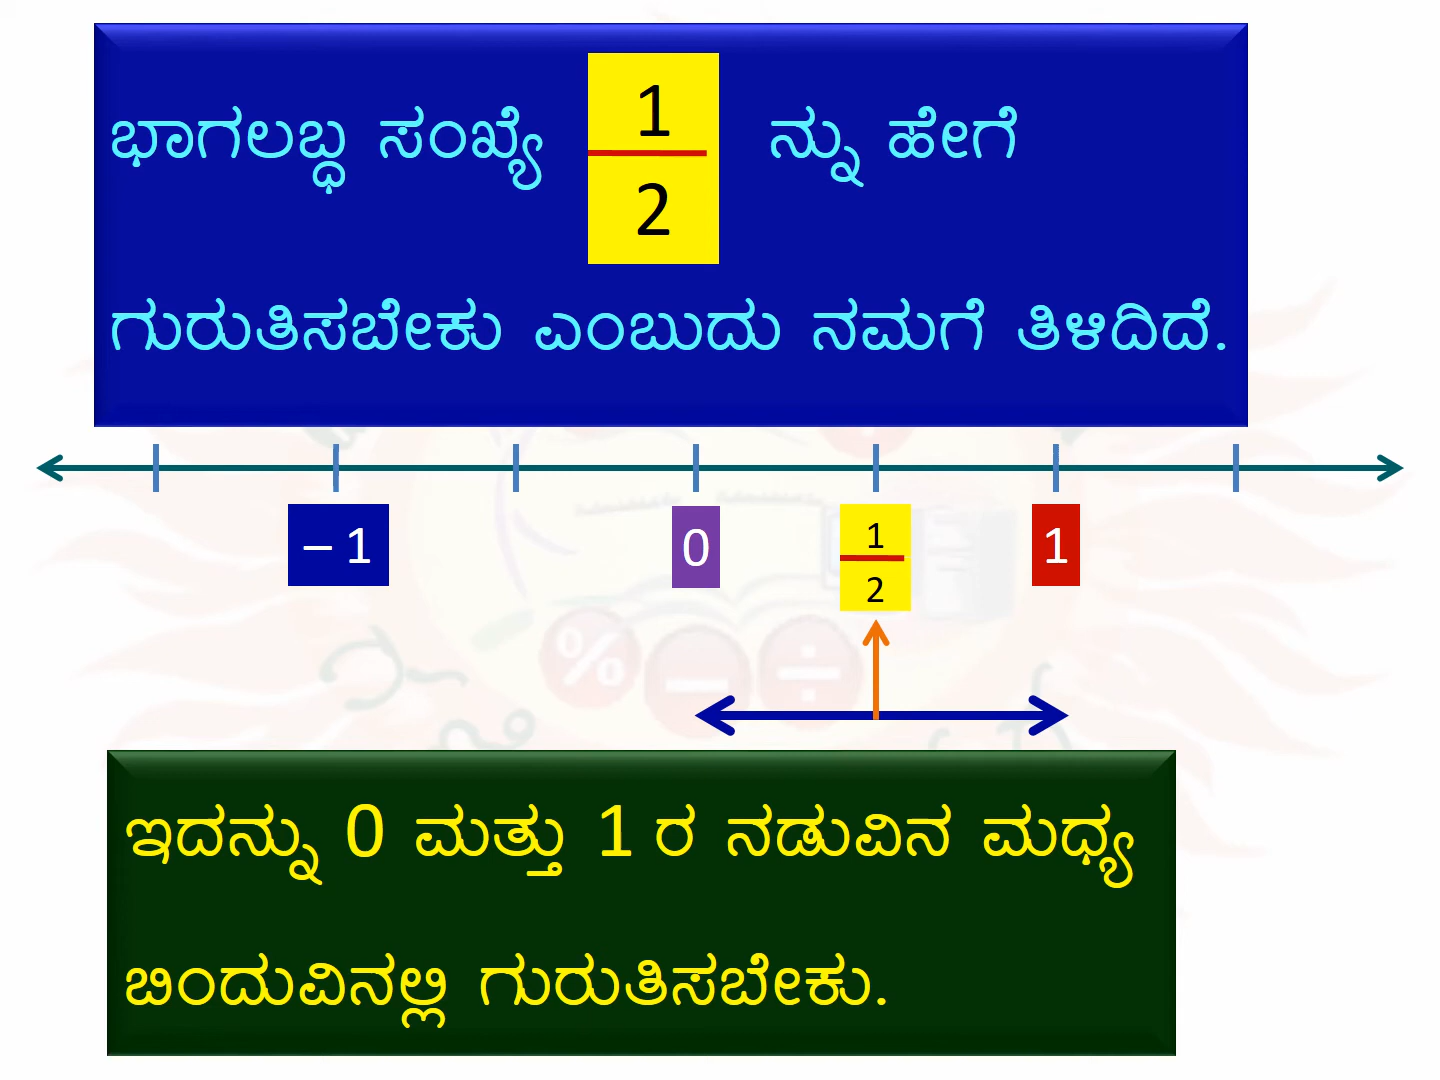 ಭಾಗಲಬ್ಧ ಸಂಖ್ಯೆ 1/2 ನ್ನು ಹೇಗೆ
ಗುರುತಿಸಬೇಕು ಎಂಬುದು ನಮಗೆ ತಿಳಿದಿದೆ.
– 1 0 1/2 1
ಇದನ್ನು 0 ಮತ್ತು 1 ರ ನಡುವಿನ ಮಧ್ಯ
ಬಿಂದುವಿನಲ್ಲಿ ಗುರುತಿಸಬೇಕು.